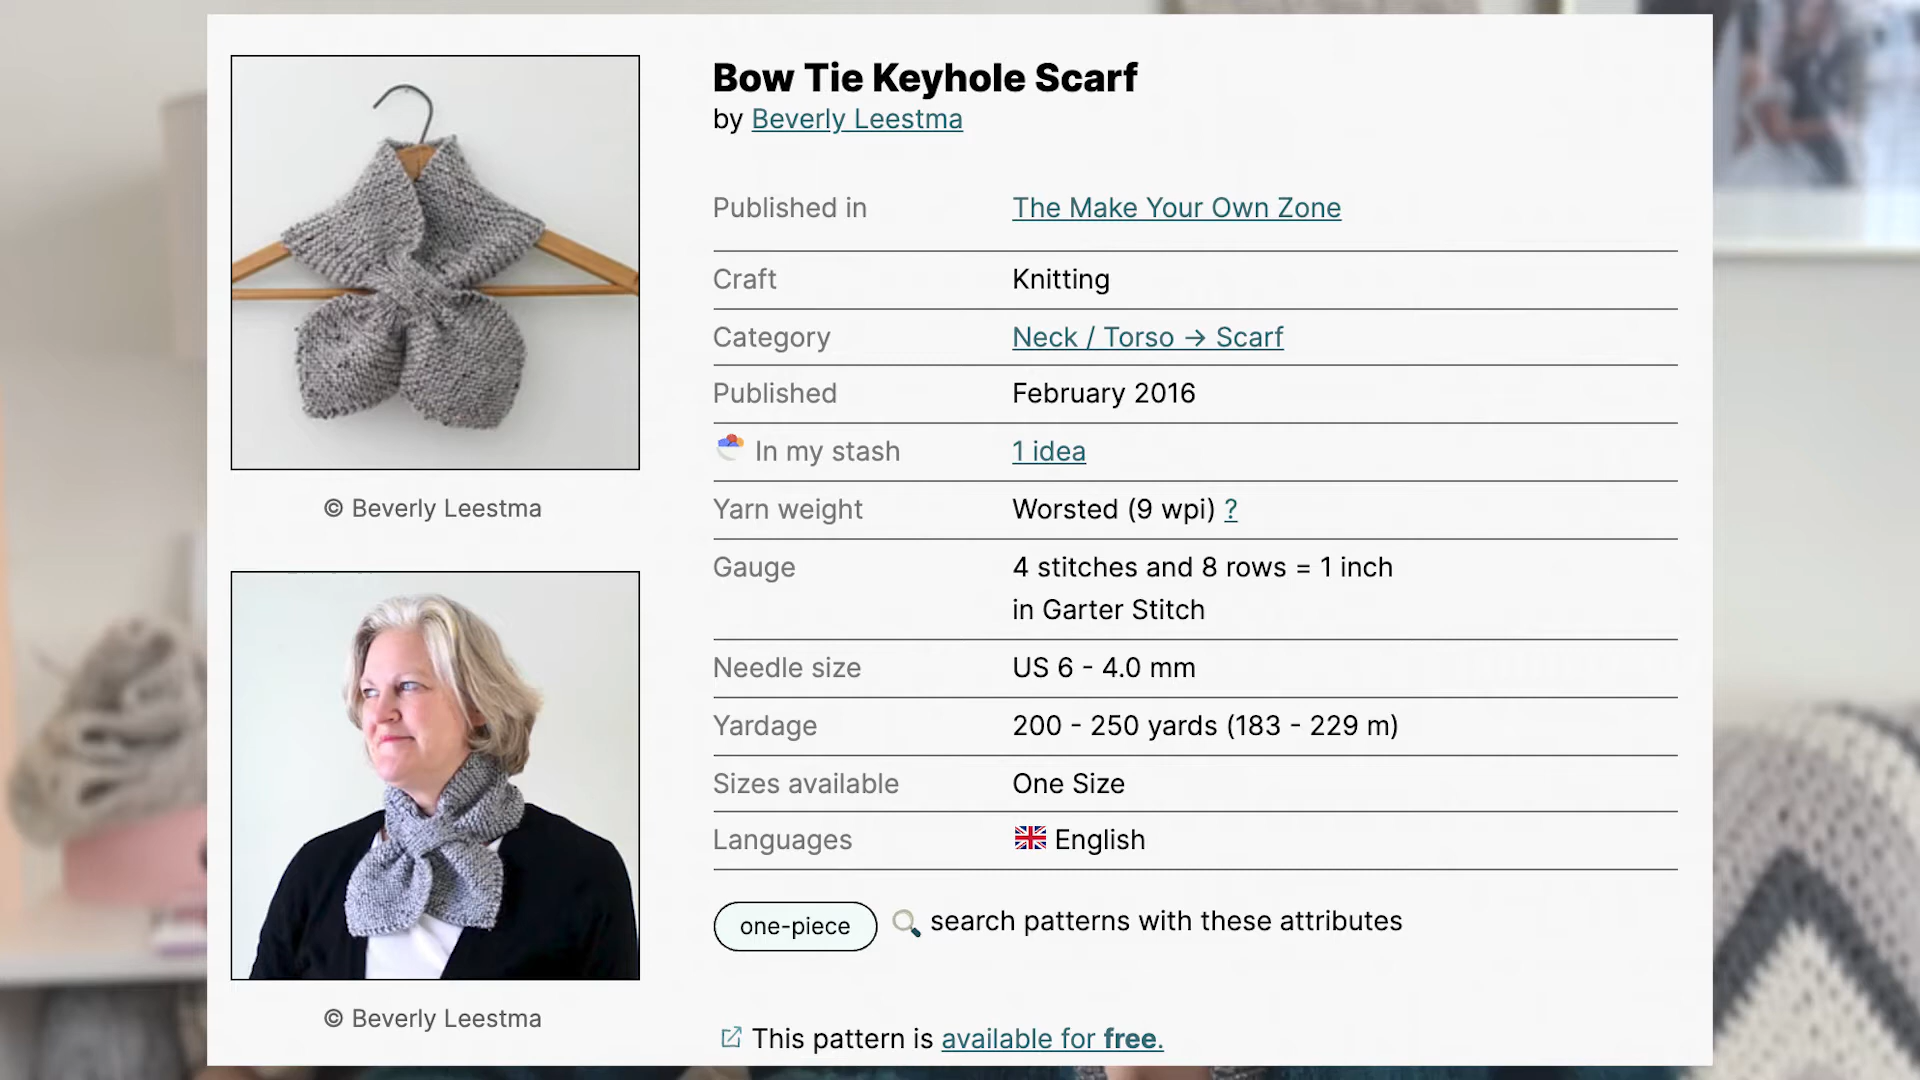 Bow Tie Keyhole Scarf
by Beverly Leestma
Published in The Make Your Own Zone
Craft Knitting
Category Neck / Torso → Scarf
Published February 2016
In my stash 1 idea
Yarn weight Worsted (9 wpi) ?
Gauge 4 stitches and 8 rows = 1 inch
in Garter Stitch
Needle size US 6 - 4.0 mm
Yardage 200 - 250 yards (183 - 229 m)
Sizes available One Size
Languages English
one-piece search patterns with these attributes
This pattern is available for free.
© Beverly Leestma
© Beverly Leestma